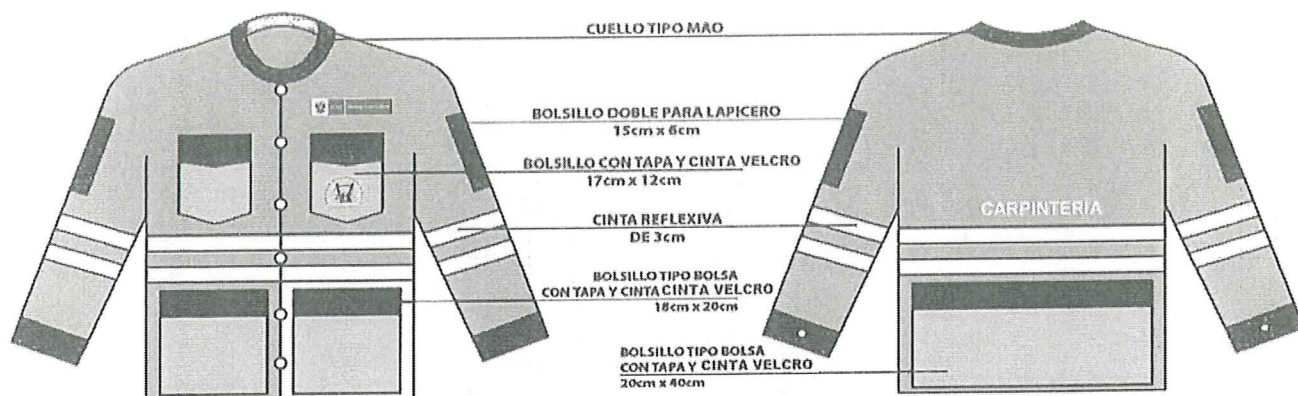 CUELLO TIPO MAO
BOLSILLO DOBLE PARA LAPICERO
15cm x 6cm
BOLSILLO CON TAPA Y CINTA VELCRO
17cm x 12cm
CARPINTERÍA
CINTA REFLEXIVA
DE 3cm
BOLSILLO TIPO BOLSA
CON TAPA Y CINTA CINTA VELCRO
18cm x 20cm
BOLSILLO TIPO BOLSA
CON TAPA Y CINTA VELCRO
20cm x 40cm